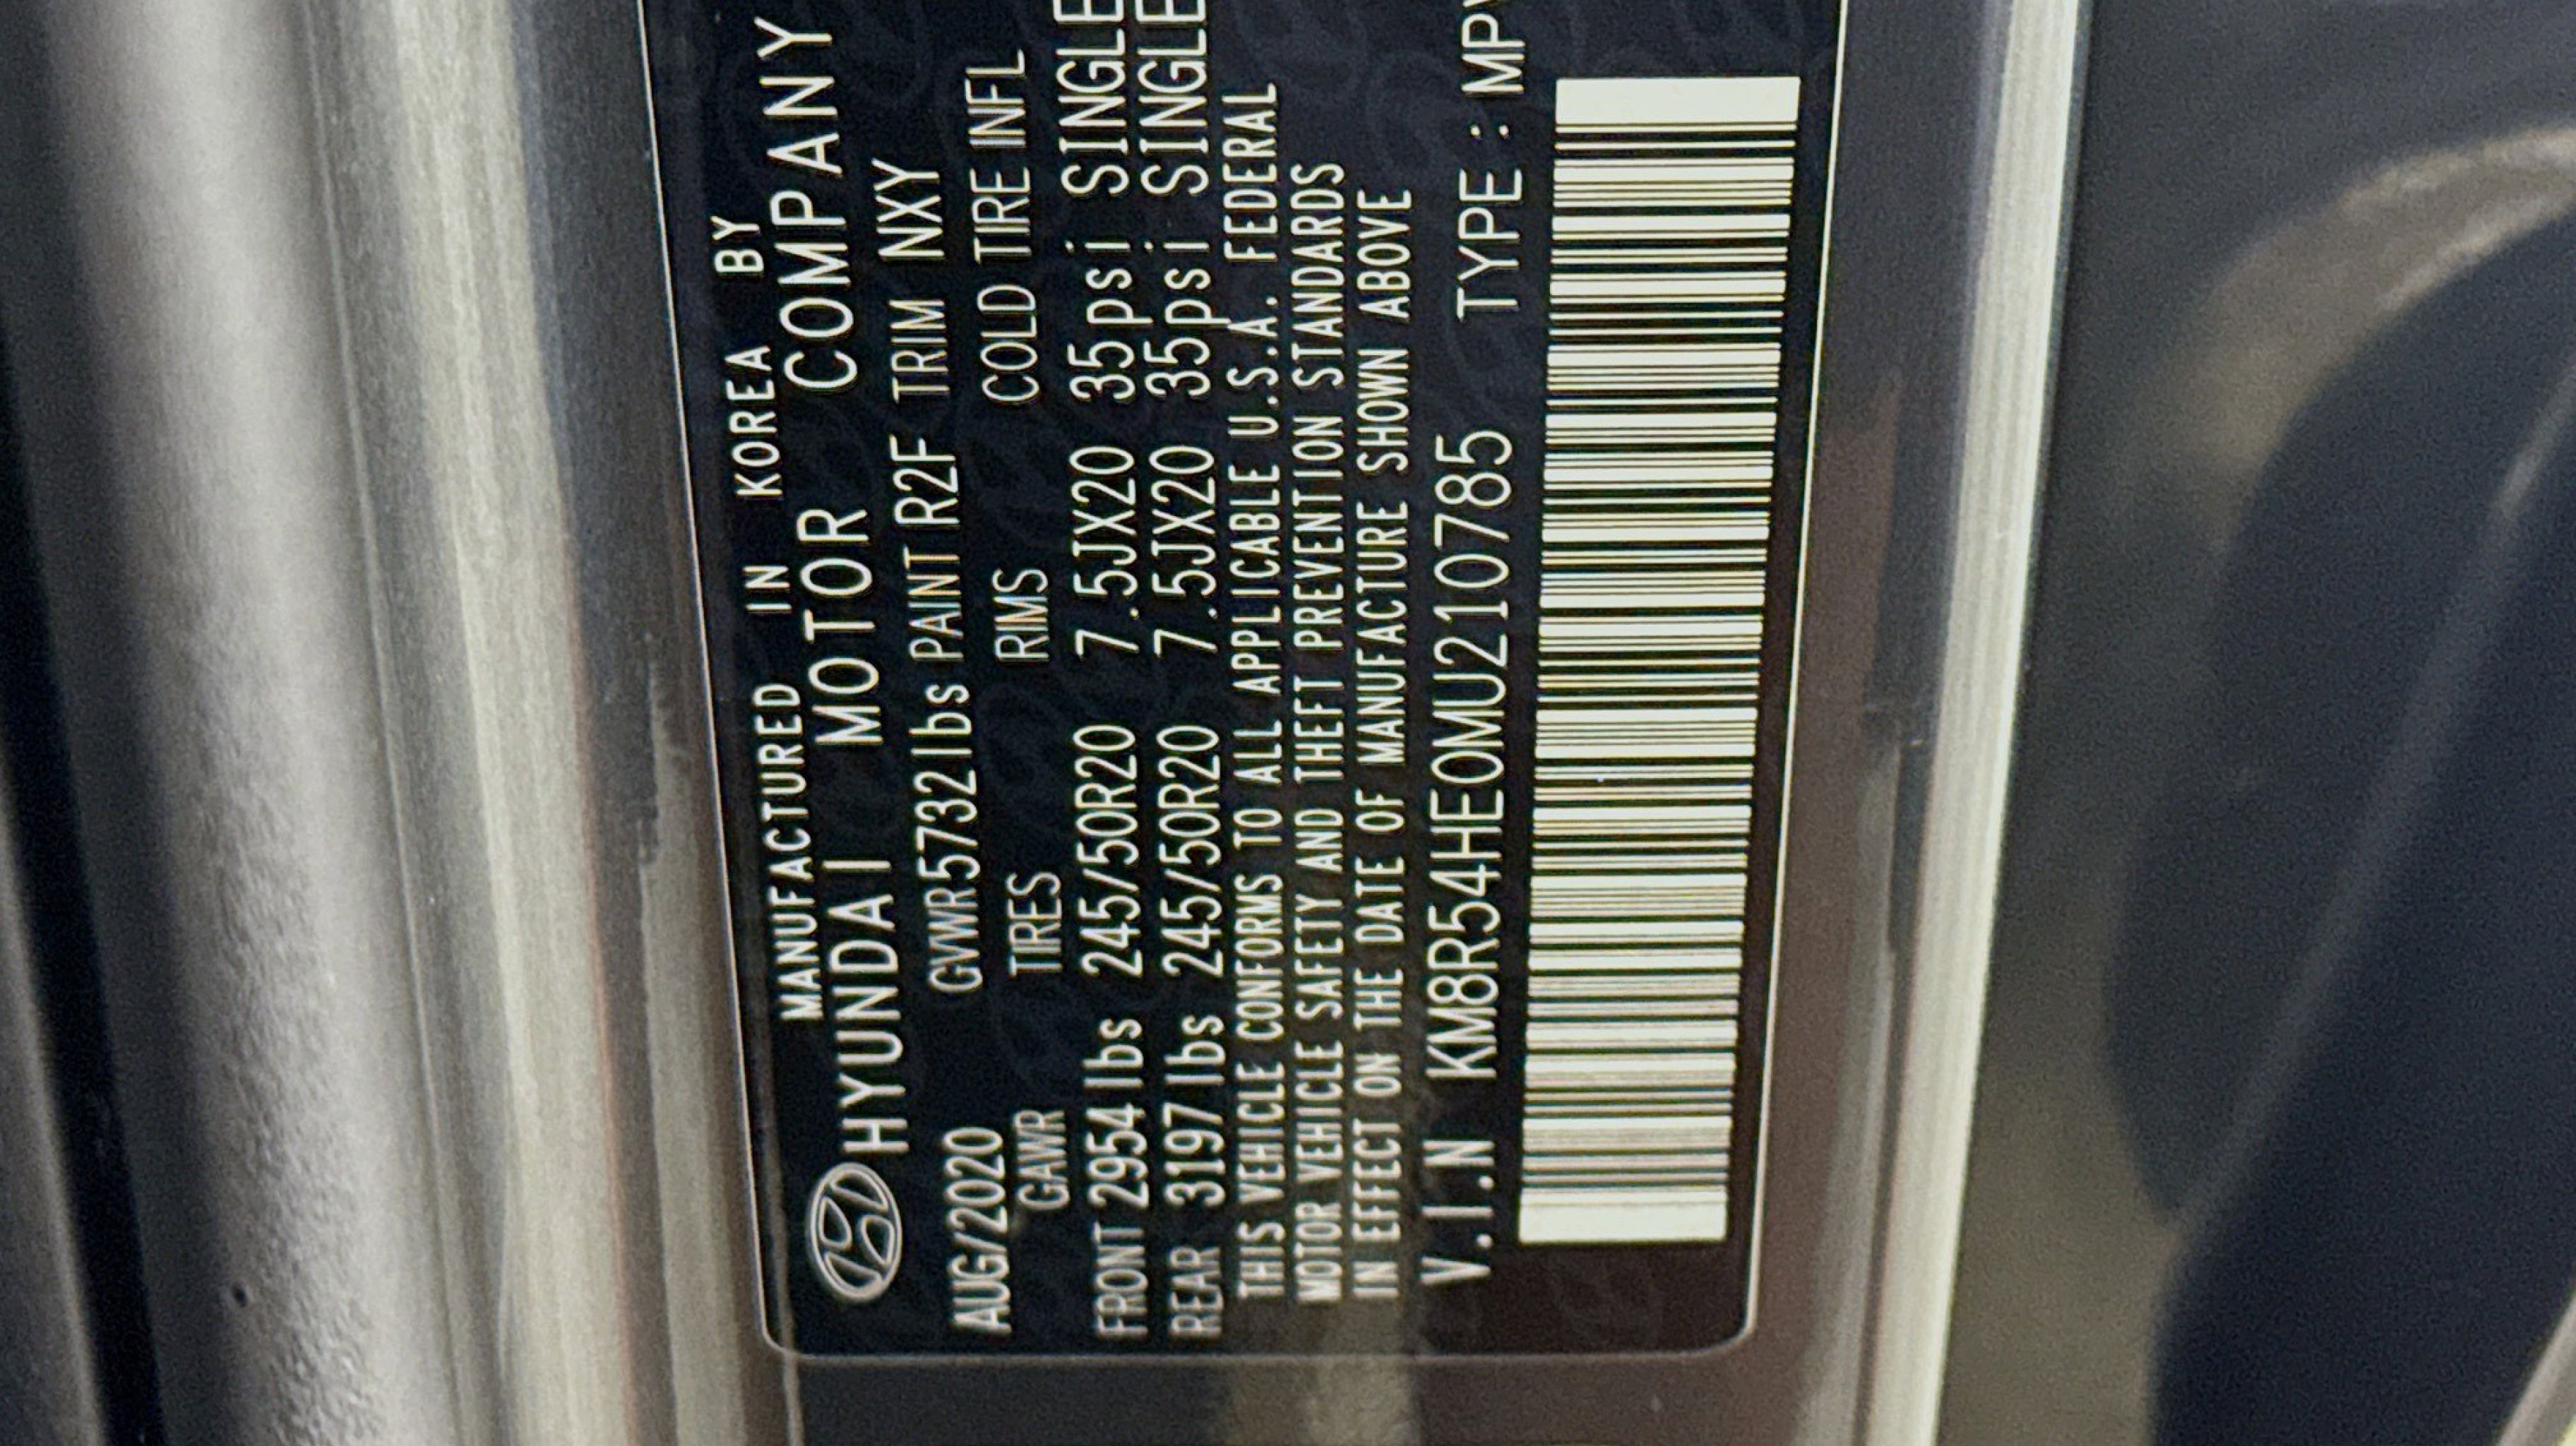 MANUFACTURED IN KOREA BY
HYUNDAI MOTOR COMPANY
AUG/2020 GVWR5732lbs PAINT R2F TRIM NXY
GAWR TIRES RIMS COLD TIRE INFL
FRONT 2954 lbs 245/50R20 7.5JX20 35psi SINGLE
REAR 3197 lbs 245/50R20 7.5JX20 35psi SINGLE
THIS VEHICLE CONFORMS TO ALL APPLICABLE U.S.A. FEDERAL
MOTOR VEHICLE SAFETY AND THEFT PREVENTION STANDARDS
IN EFFECT ON THE DATE OF MANUFACTURE SHOWN ABOVE
V.I.N KM8R54HE0MU210785 TYPE : MPV